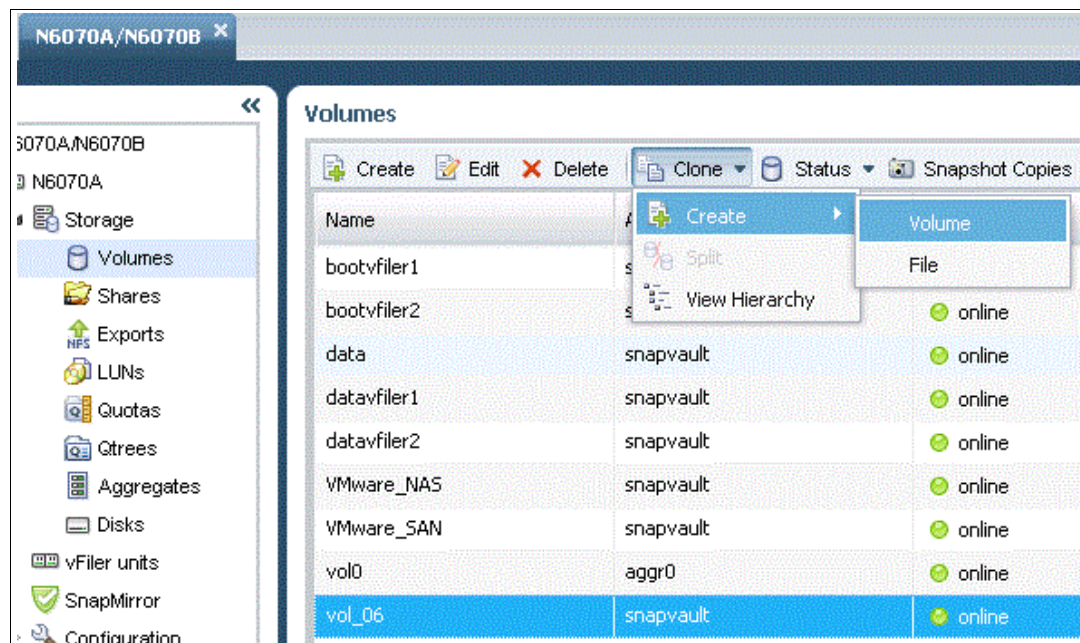 N6070A/N6070B
Volumes
6070A/N6070B
N6070A
Storage
Volumes
Shares
Exports
NFS
LUNs
Quotas
Qtrees
Aggregates
Disks
vFiler units
SnapMirror
Configuration
Create Edit Delete Clone Status Snapshot Copies
Create
Split
View Hierarchy
Volume
File
Name
bootvfiler1
bootvfiler2 online
data snapvault online
datavfiler1 snapvault online
datavfiler2 snapvault online
VMware_NAS snapvault online
VMware_SAN snapvault online
vol0 aggr0 online
vol_06 snapvault online